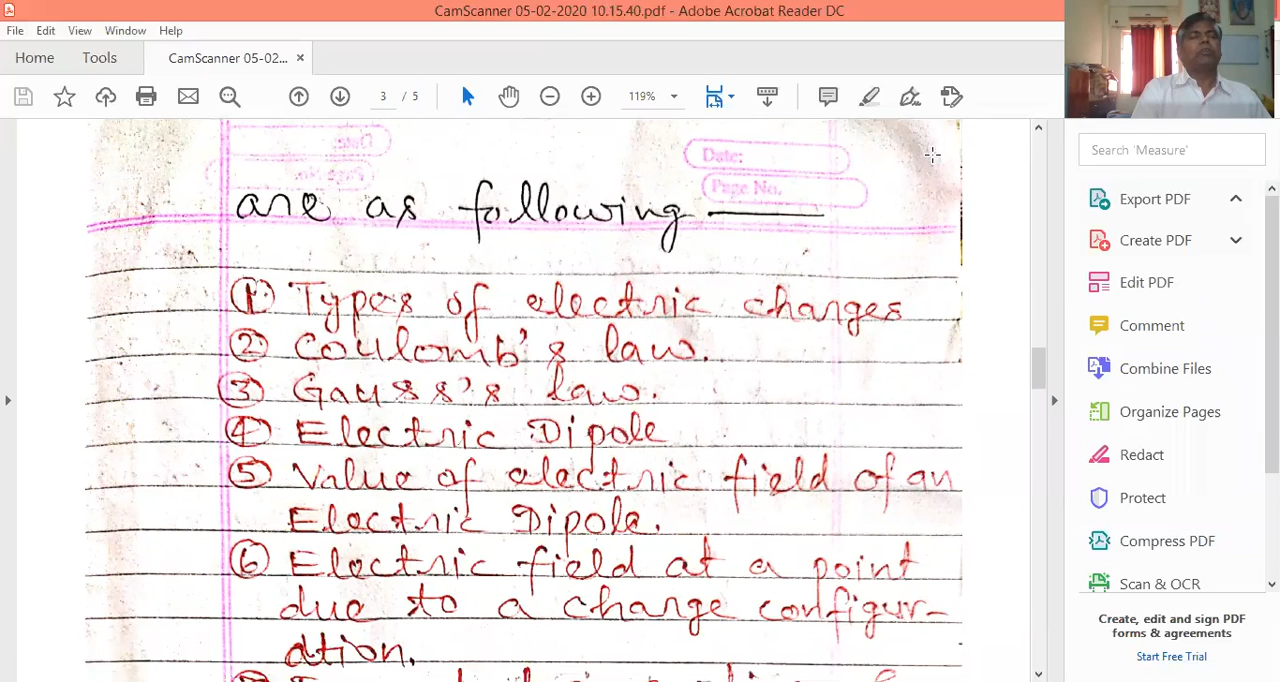 CamScanner 05-02-2020 10.15.40.pdf - Adobe Acrobat Reader DC
File Edit View Window Help
Home Tools CamScanner 05-02... ×
3 / 5 119%
Search 'Measure'
Export PDF
Create PDF
Edit PDF
Comment
Combine Files
Organize Pages
Redact
Protect
Compress PDF
Scan & OCR
Create, edit and sign PDF
forms & agreements
Start Free Trial
Date:
Page No.
are as following
① Types of electric charges
② Coulomb's law.
③ Gauss's law.
④ Electric Dipole
⑤ Value of electric field of an
Electric Dipole.
⑥ Electric field at a point
due to a charge configur-
ation.